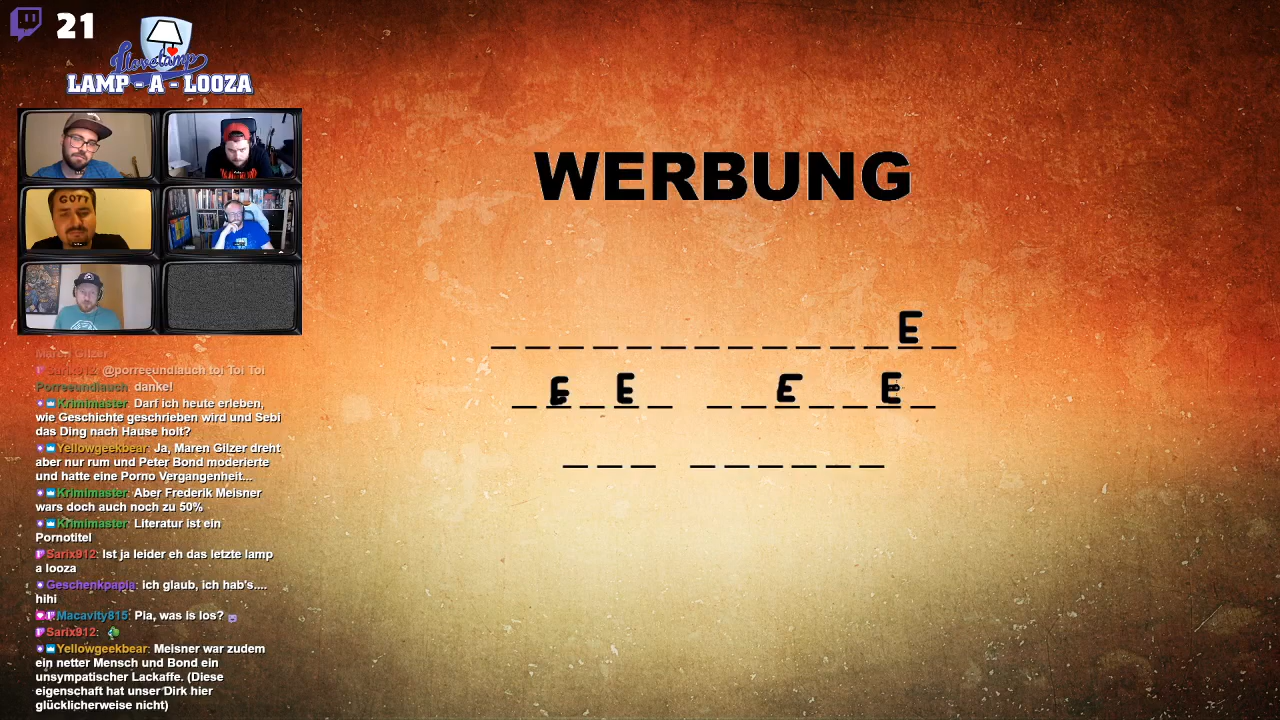 21
Ilovelamp
LAMP - A - LOOZA
GOTT
WERBUNG
E
E E E E
Maren Gilzer
Sarix912: @porreeundlauch toi Toi Toi
Porreeundlauch danke!
Krimimaster: Darf ich heute erleben,
wie Geschichte geschrieben wird und Sebi
das Ding nach Hause holt?
Yellowgeekbear: Ja, Maren Gilzer dreht
aber nur rum und Peter Bond moderierte
und hatte eine Porno Vergangenheit...
Krimimaster: Aber Frederik Meisner
wars doch auch noch zu 50%
Krimimaster: Literatur ist ein
Pornotitel
Sarix912: Ist ja leider eh das letzte lamp
a looza
Geschenkpapia: ich glaub, ich hab's....
hihi
Macavity815: Pia, was is los?
Sarix912:
Yellowgeekbear: Meisner war zudem
ein netter Mensch und Bond ein
unsympatischer Lackaffe. (Diese
eigenschaft hat unser Dirk hier
glücklicherweise nicht)